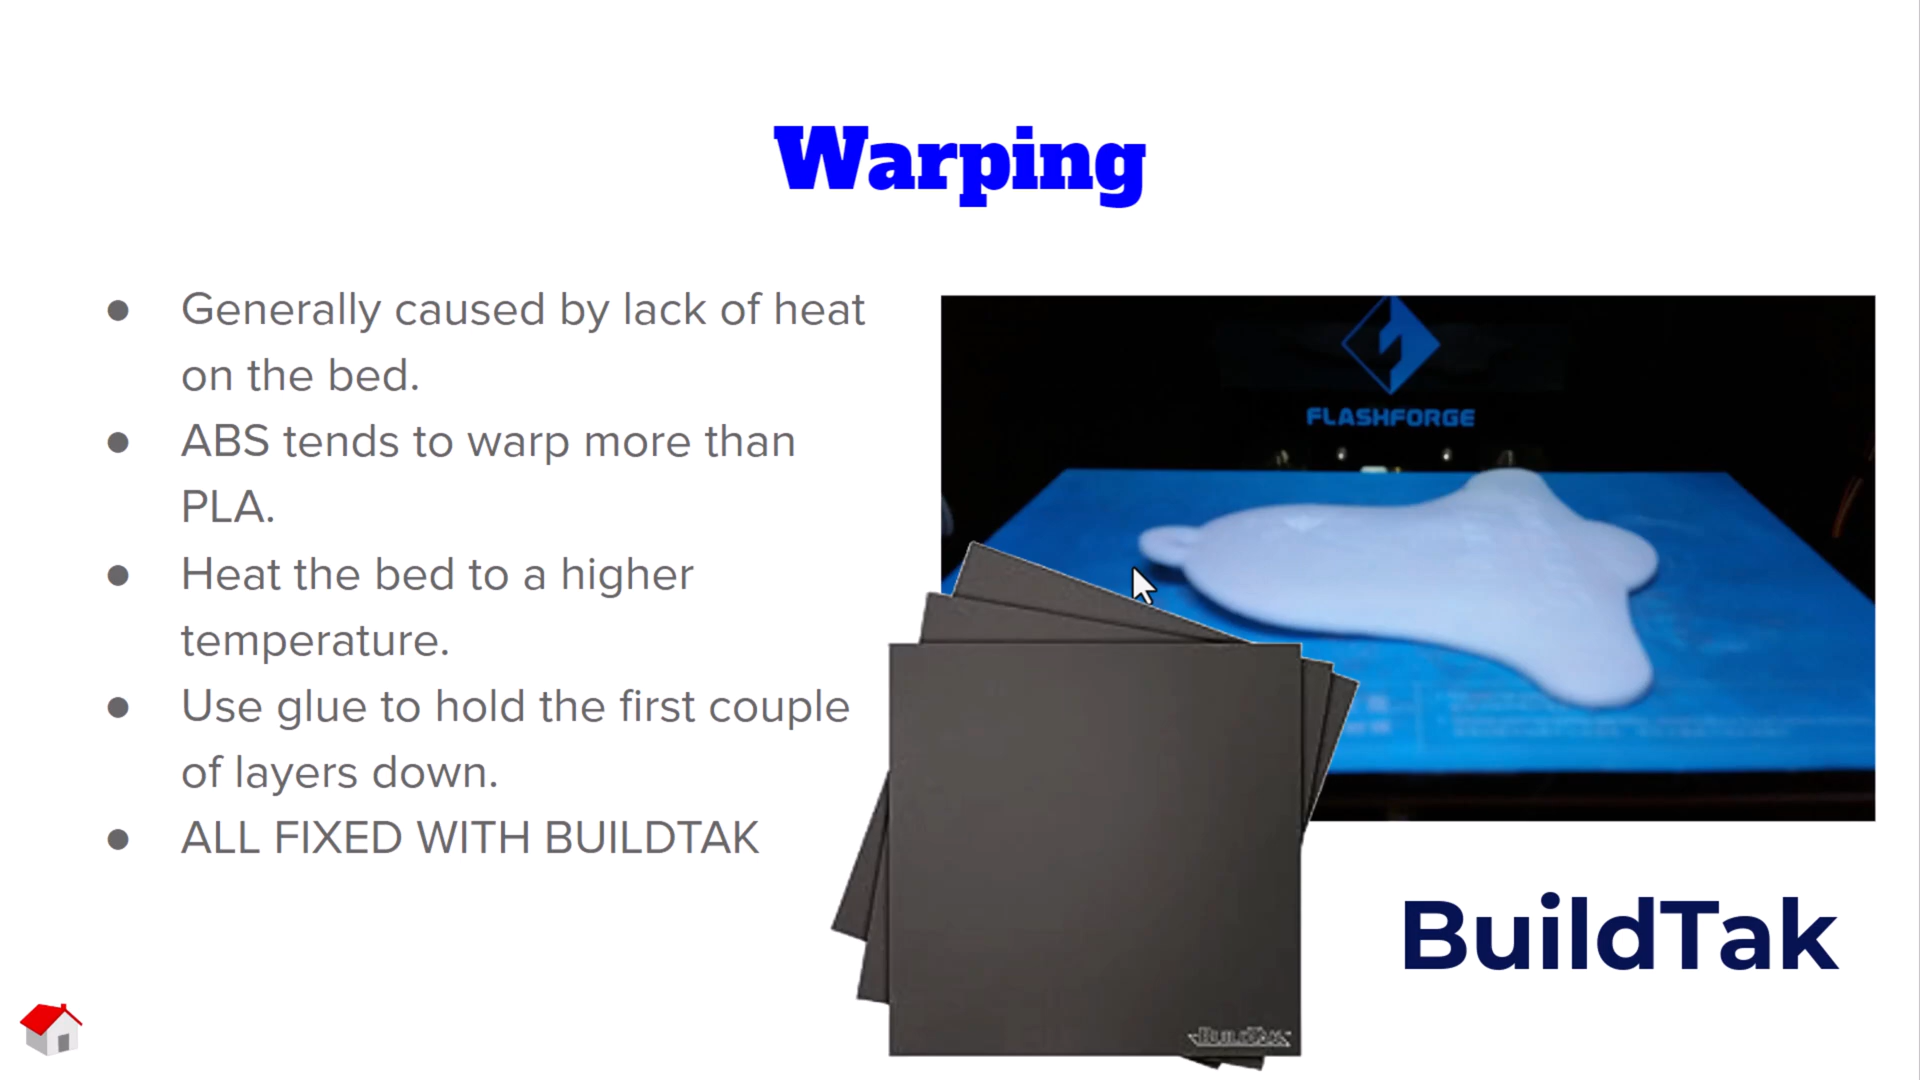 Warping
● Generally caused by lack of heat
on the bed.
● ABS tends to warp more than
PLA.
● Heat the bed to a higher
temperature.
● Use glue to hold the first couple
of layers down.
● ALL FIXED WITH BUILDTAK
FLASHFORGE
BuildTak
BuildTak